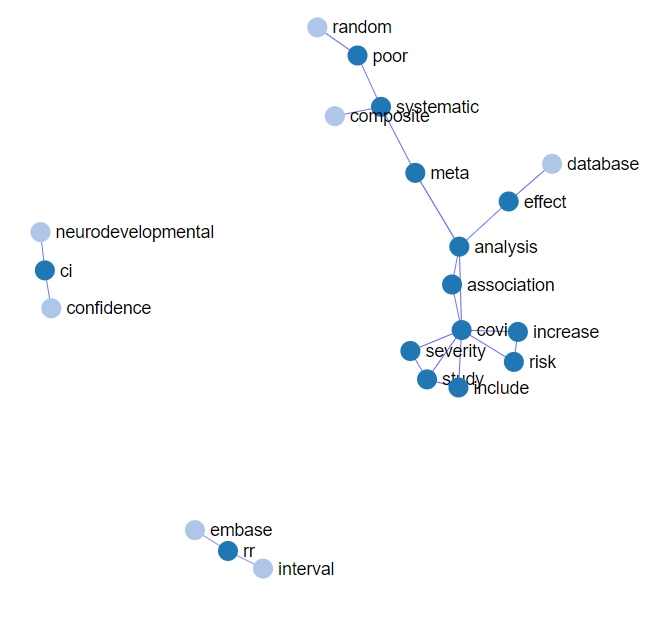 random
poor
systematic
composite
meta
database
effect
neurodevelopmental
analysis
ci
association
confidence
covi
increase
severity
risk
study
include
embase
rr
interval